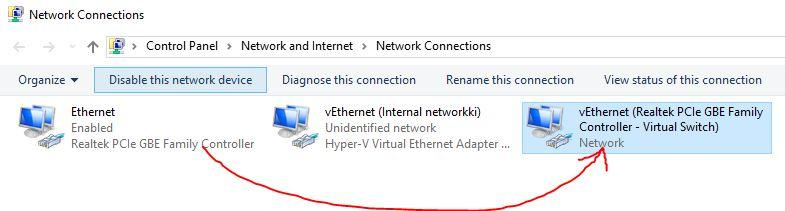 Network Connections
Control Panel Network and Internet Network Connections
Organize Disable this network device Diagnose this connection Rename this connection View status of this connection
Ethernet
Enabled
Realtek PCIe GBE Family Controller
vEthernet (Internal networkki)
Unidentified network
Hyper-V Virtual Ethernet Adapter ...
vEthernet (Realtek PCIe GBE Family
Controller - Virtual Switch)
Network